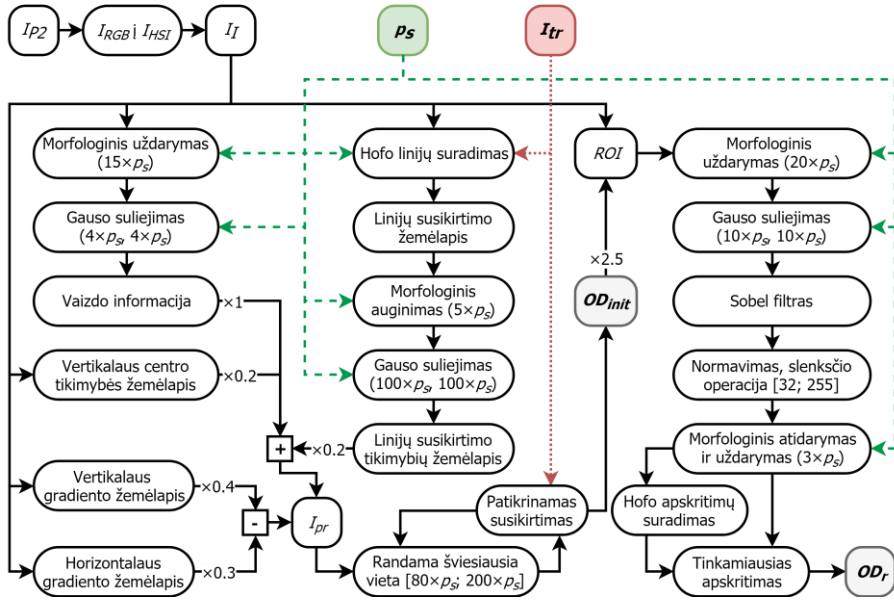 I_P2
I_RGB į I_HSI
I_I
p_s
I_tr
Morfologinis uždarymas
(15×p_s)
Gauso suliejimas
(4×p_s, 4×p_s)
Vaizdo informacija
×1
Vertikalaus centro
tikimybės žemėlapis
×0.2
Vertikalaus
gradiento žemėlapis
×0.4
Horizontalaus
gradiento žemėlapis
×0.3
+
-
I_pr
Hofo linijų suradimas
Linijų susikirtimo
žemėlapis
Morfologinis
auginimas (5×p_s)
Gauso suliejimas
(100×p_s, 100×p_s)
Linijų susikirtimo
tikimybių žemėlapis
×0.2
Patikrinamas
susikirtimas
Randama šviesiausia
vieta [80×p_s; 200×p_s]
ROI
×2.5
OD_init
Morfologinis
uždarymas (20×p_s)
Gauso suliejimas
(10×p_s, 10×p_s)
Sobel filtras
Normavimas, slenksčio
operacija [32; 255]
Morfologinis atidarymas
ir uždarymas (3×p_s)
Hofo apskritimų
suradimas
Tinkamiausias
apskritimas
OD_r